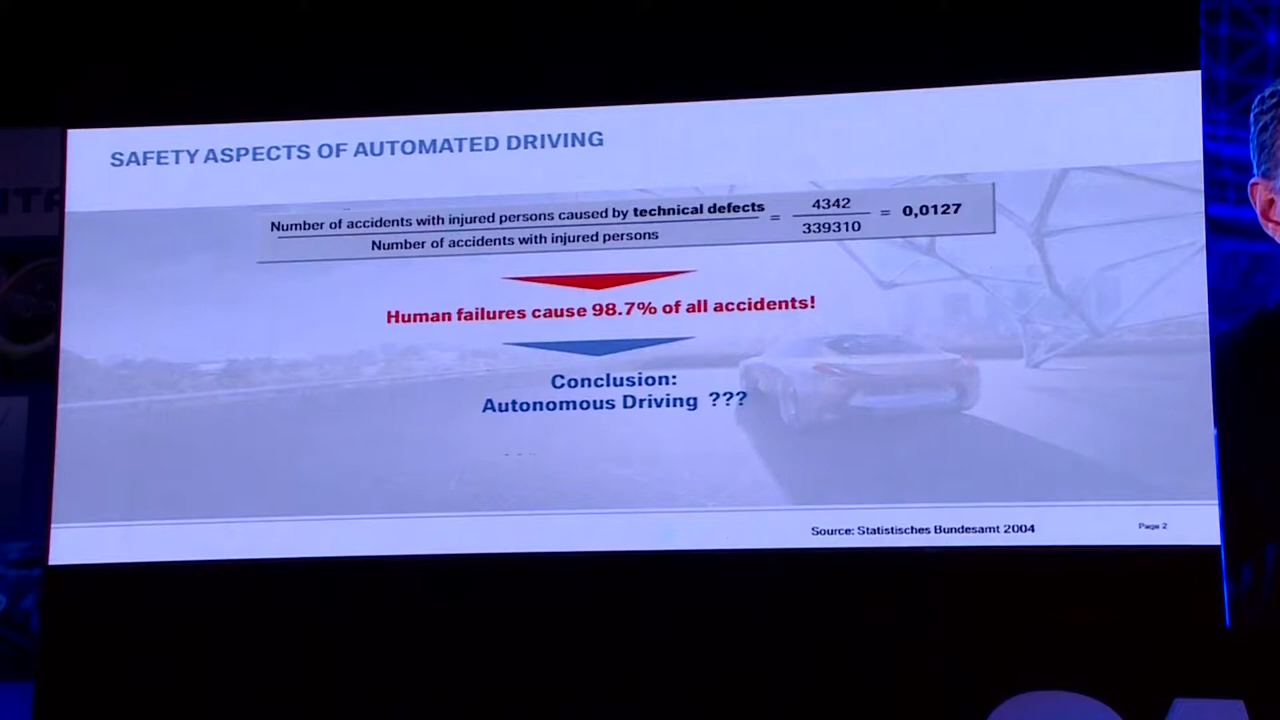 SAFETY ASPECTS OF AUTOMATED DRIVING
Number of accidents with injured persons caused by technical defects
Number of accidents with injured persons
=
4342
339310
= 0,0127
Human failures cause 98.7% of all accidents!
Conclusion:
Autonomous Driving ???
Source: Statistisches Bundesamt 2004
Page 2